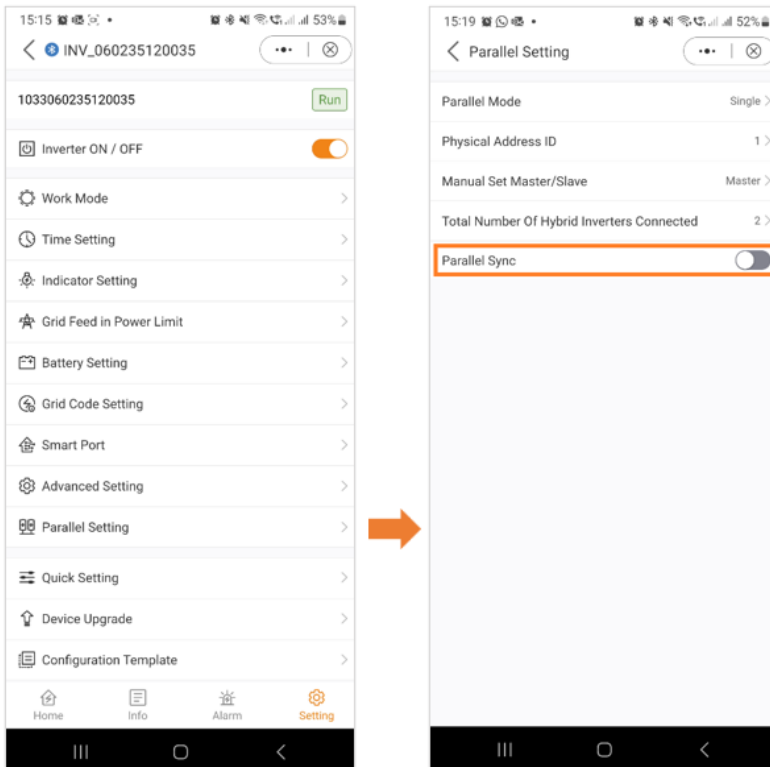 15:15
53%
INV_060235120035
1033060235120035
Run
Inverter ON / OFF
Work Mode
Time Setting
Indicator Setting
Grid Feed in Power Limit
Battery Setting
Grid Code Setting
Smart Port
Advanced Setting
Parallel Setting
Quick Setting
Device Upgrade
Configuration Template
Home
Info
Alarm
Setting
15:19
52%
Parallel Setting
Parallel Mode Single
Physical Address ID 1
Manual Set Master/Slave Master
Total Number Of Hybrid Inverters Connected 2
Parallel Sync